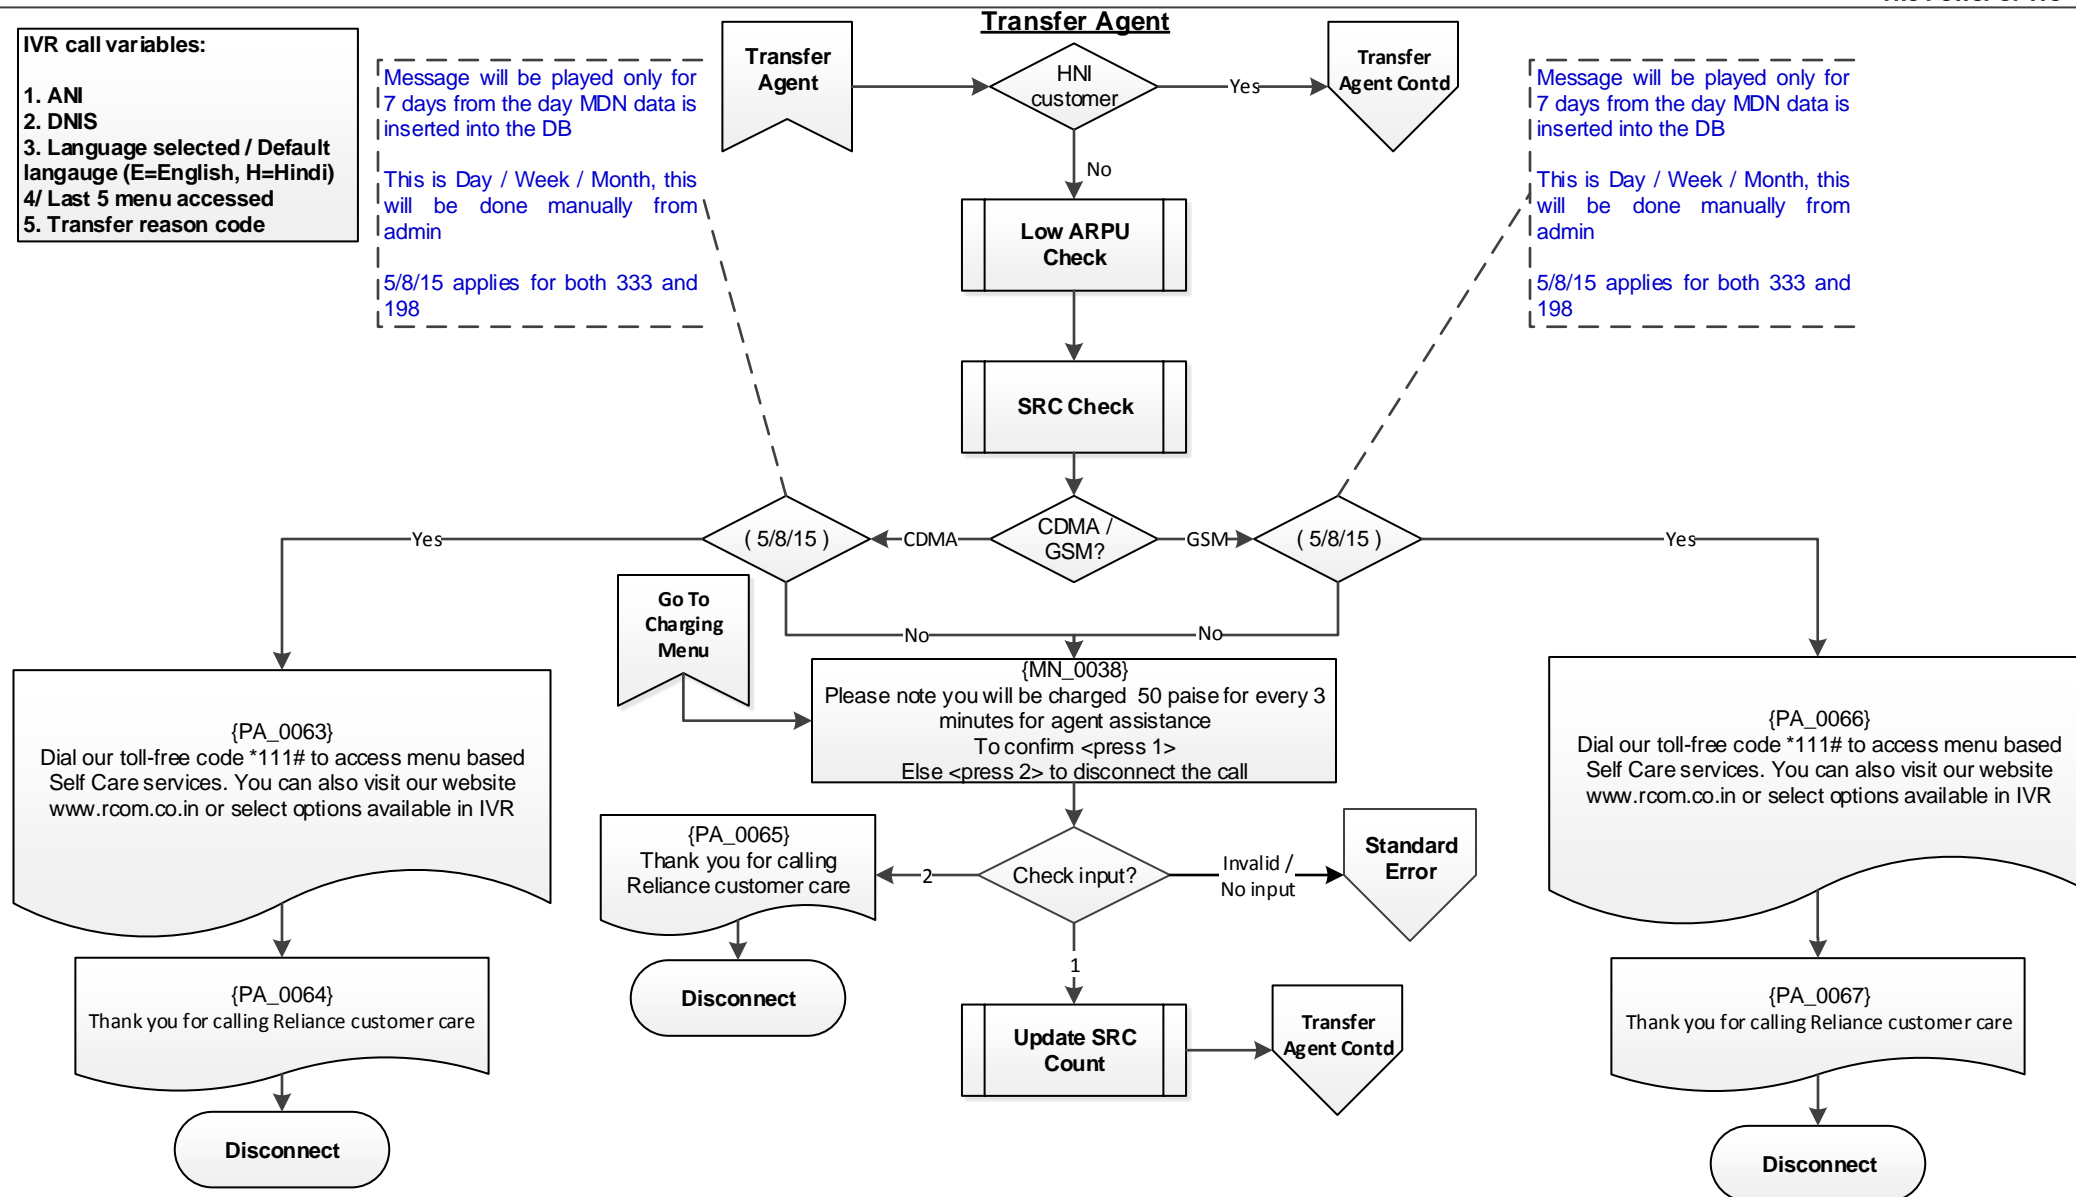 Transfer Agent
IVR call variables:
1. ANI
2. DNIS
3. Language selected / Default
langauge (E=English, H=Hindi)
4/ Last 5 menu accessed
5. Transfer reason code
Message will be played only for
7 days from the day MDN data is
inserted into the DB
This is Day / Week / Month, this
will be done manually from
admin
5/8/15 applies for both 333 and
198
Transfer
Agent
HNI
customer
Yes
Transfer
Agent Contd
Message will be played only for
7 days from the day MDN data is
inserted into the DB
This is Day / Week / Month, this
will be done manually from
admin
5/8/15 applies for both 333 and
198
No
Low ARPU
Check
SRC Check
Yes
( 5/8/15 )
CDMA
CDMA /
GSM?
GSM
( 5/8/15 )
Yes
Go To
Charging
Menu
No
No
{MN_0038}
Please note you will be charged 50 paise for every 3
minutes for agent assistance
To confirm <press 1>
Else <press 2> to disconnect the call
{PA_0063}
Dial our toll-free code *111# to access menu based
Self Care services. You can also visit our website
www.rcom.co.in or select options available in IVR
{PA_0066}
Dial our toll-free code *111# to access menu based
Self Care services. You can also visit our website
www.rcom.co.in or select options available in IVR
{PA_0065}
Thank you for calling
Reliance customer care
2
Check input?
Invalid /
No input
Standard
Error
1
{PA_0064}
Thank you for calling Reliance customer care
Disconnect
Update SRC
Count
Transfer
Agent Contd
{PA_0067}
Thank you for calling Reliance customer care
Disconnect
Disconnect